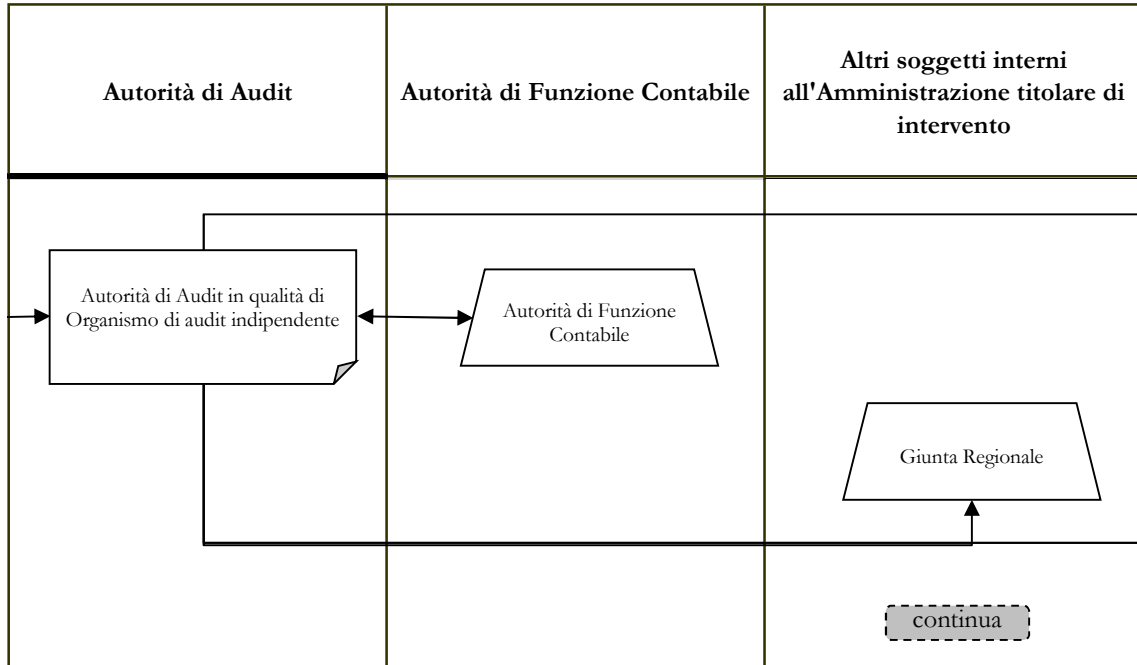 Autorità di Audit
Autorità di Funzione Contabile
Altri soggetti interni
all'Amministrazione titolare di
intervento
Autorità di Audit in qualità di
Organismo di audit indipendente
Autorità di Funzione
Contabile
Giunta Regionale
continua